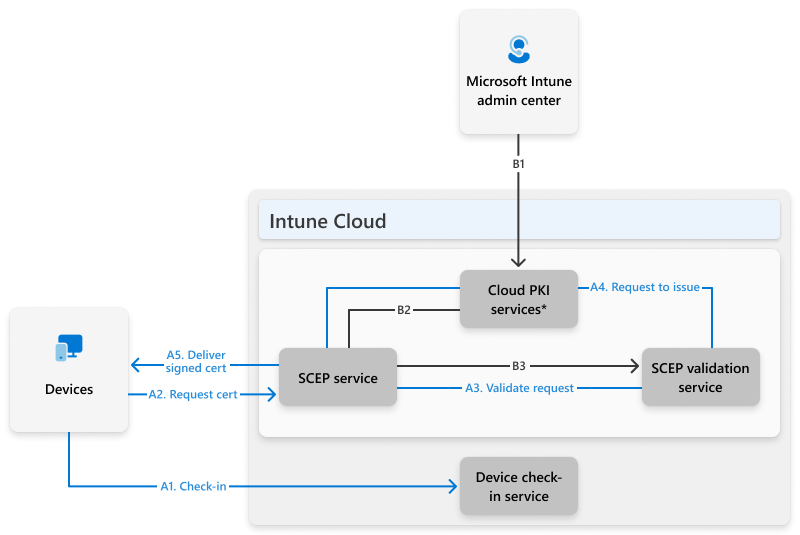 Microsoft Intune
admin center
B1
Intune Cloud
Cloud PKI
services*
A4. Request to issue
B2
A5. Deliver
signed cert
SCEP service
B3
SCEP validation
service
Devices
A2. Request cert
A3. Validate request
A1. Check-in
Device check-
in service